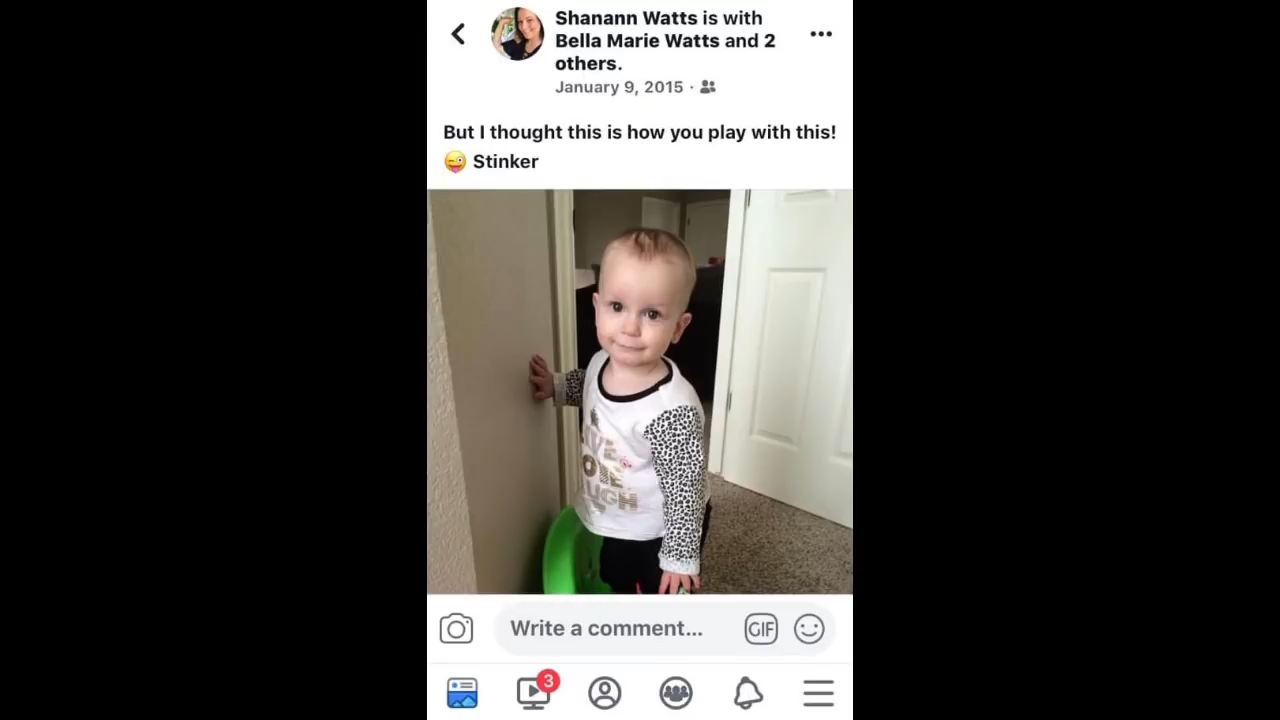 Shanann Watts is with
Bella Marie Watts and 2
others.
January 9, 2015 ·
But I thought this is how you play with this!
😜 Stinker
Write a comment...
GIF
3